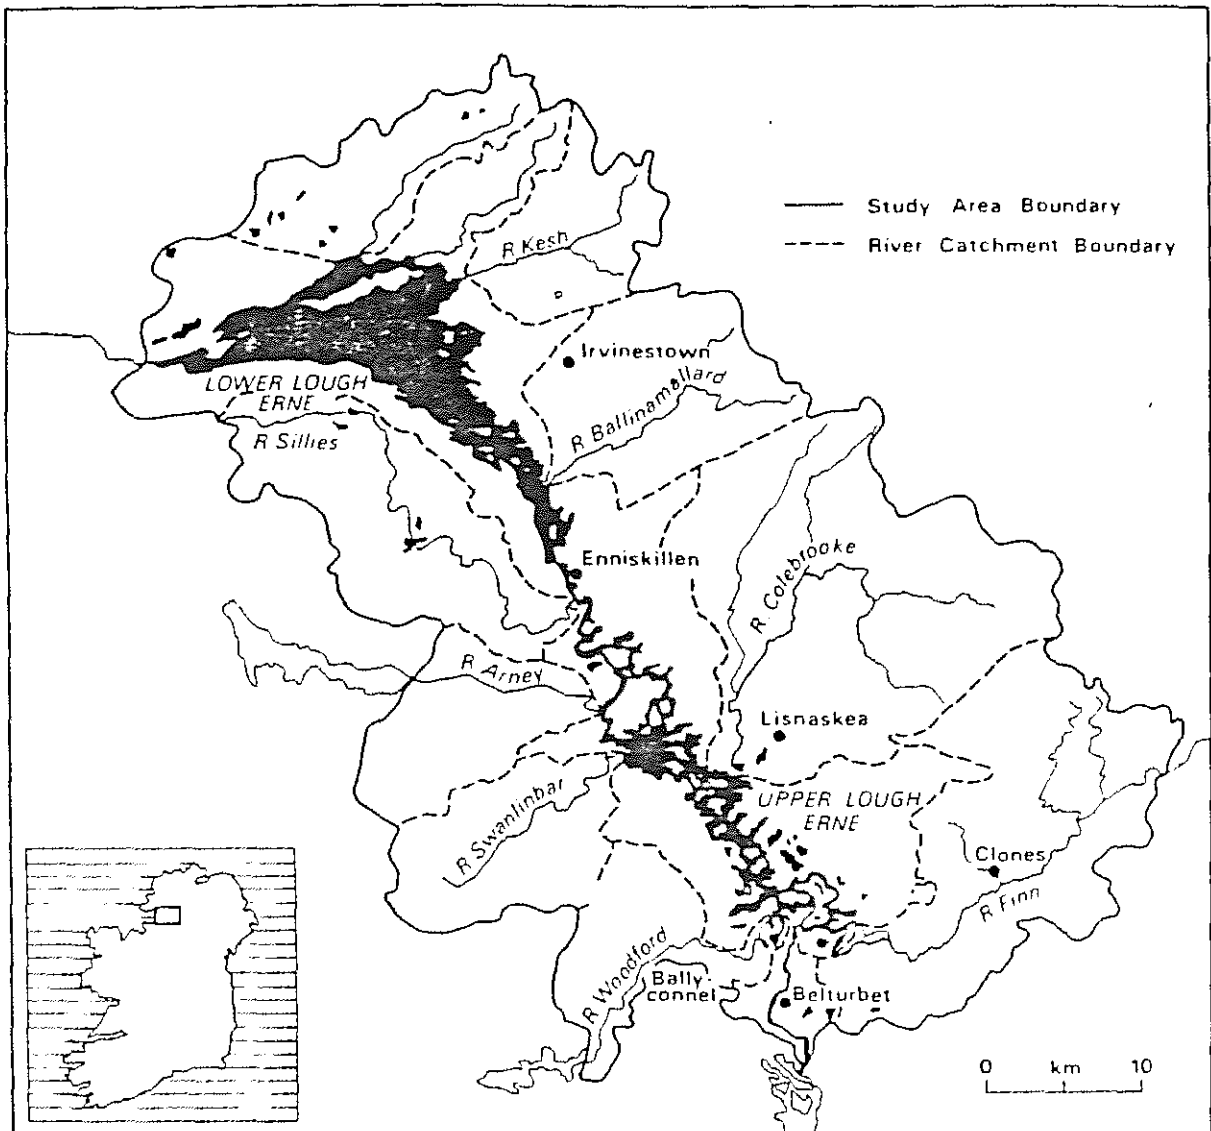 Study Area Boundary
River Catchment Boundary
R Kesh
Irvinestown
LOWER LOUGH
ERNE
R Ballinamallard
R Sillies
Enniskillen
R. Colebrooke
R Arney
Lisnaskea
R Swanlinbar
UPPER LOUGH
ERNE
Clones
R Finn
R Woodford
Bally
connel
Belturbet
0 km 10